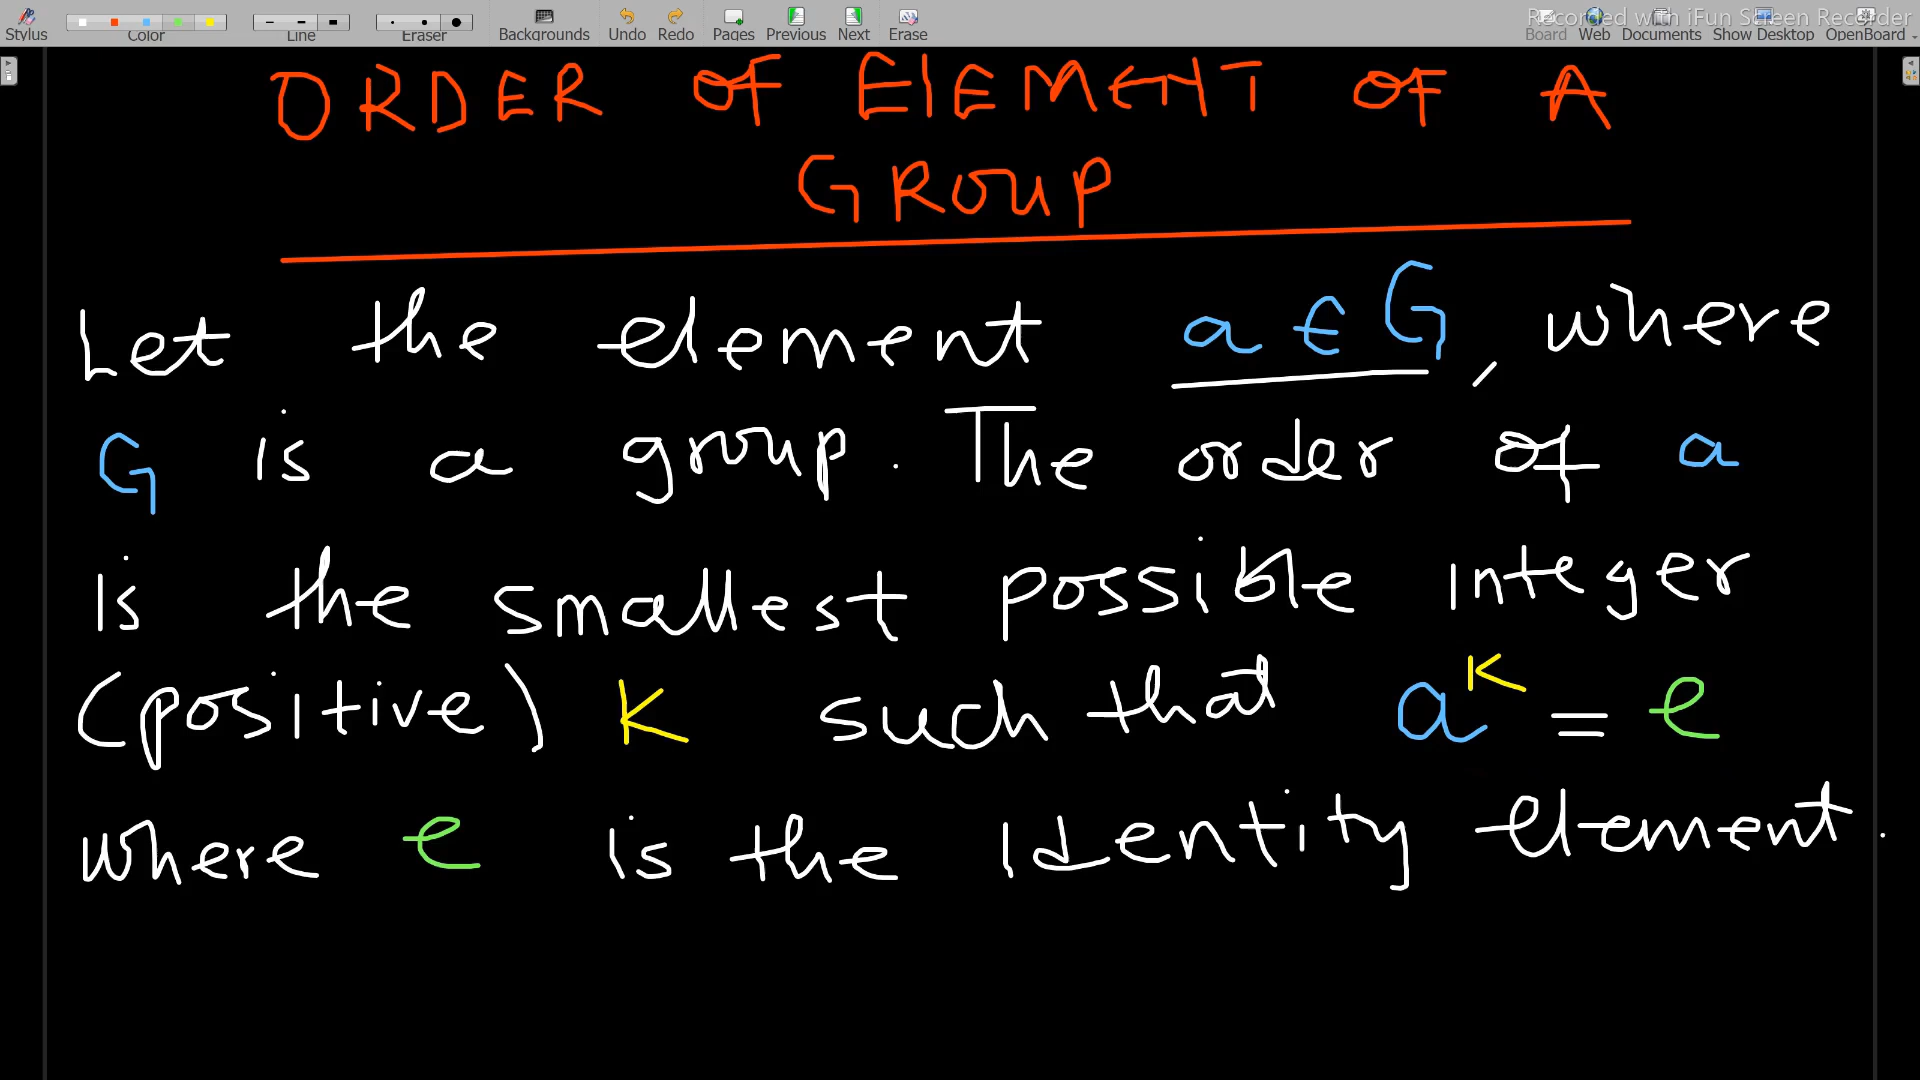 Recorded with iFun Screen Recorder
Stylus Color Line Eraser Backgrounds Undo Redo Pages Previous Next Erase Board Web Documents Show Desktop OpenBoard
ORDER OF ELEMENT OF A
GROUP
Let the element a ∈ G, where
G is a group. The order of a
is the smallest possible integer
(positive) K such that a^K = e
where e is the identity element.